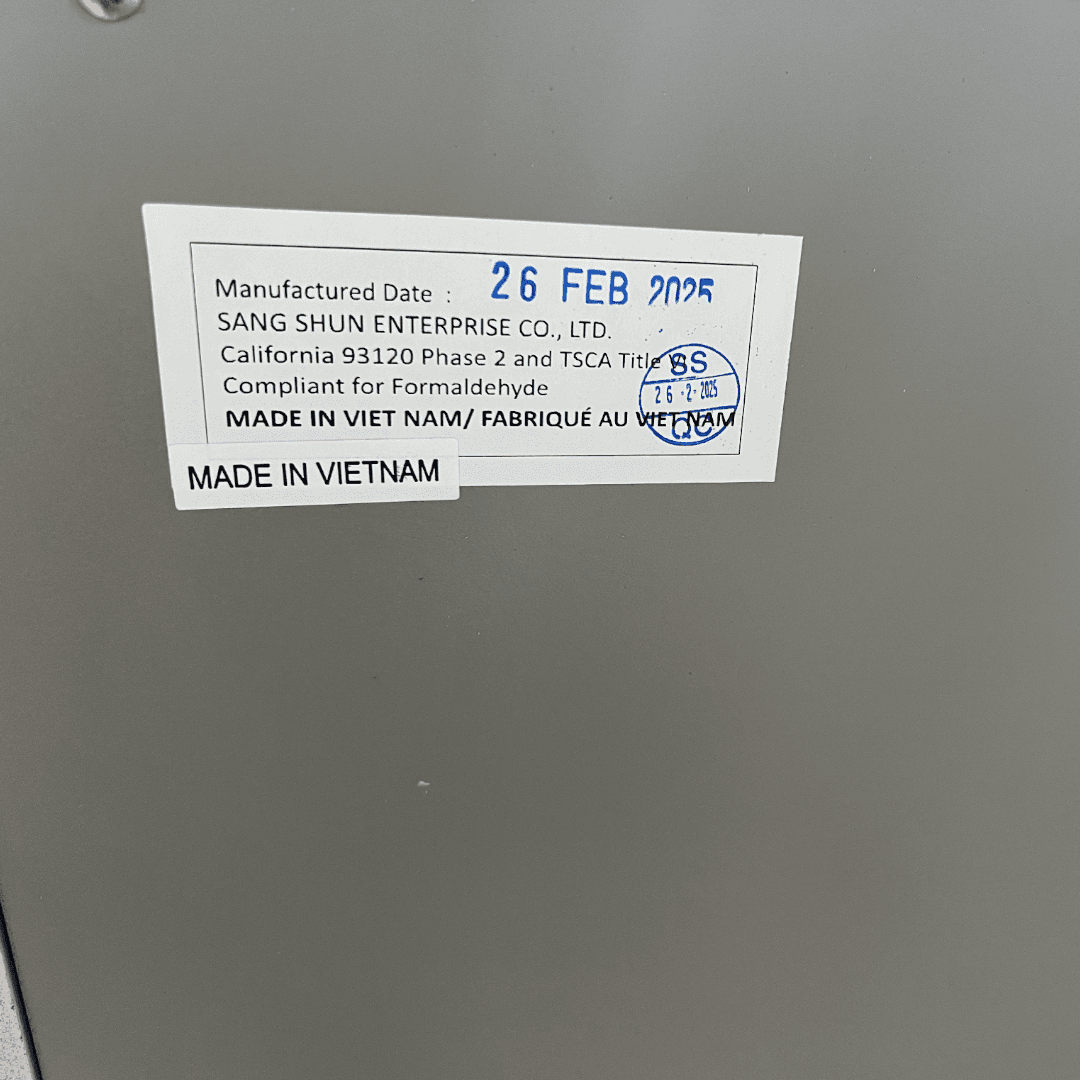 Manufactured Date : 26 FEB 2025
SANG SHUN ENTERPRISE CO., LTD.
California 93120 Phase 2 and TSCA Title VI
Compliant for Formaldehyde
MADE IN VIET NAM/ FABRIQUÉ AU VIET NAM
SS
26-2-2025
QC
MADE IN VIETNAM